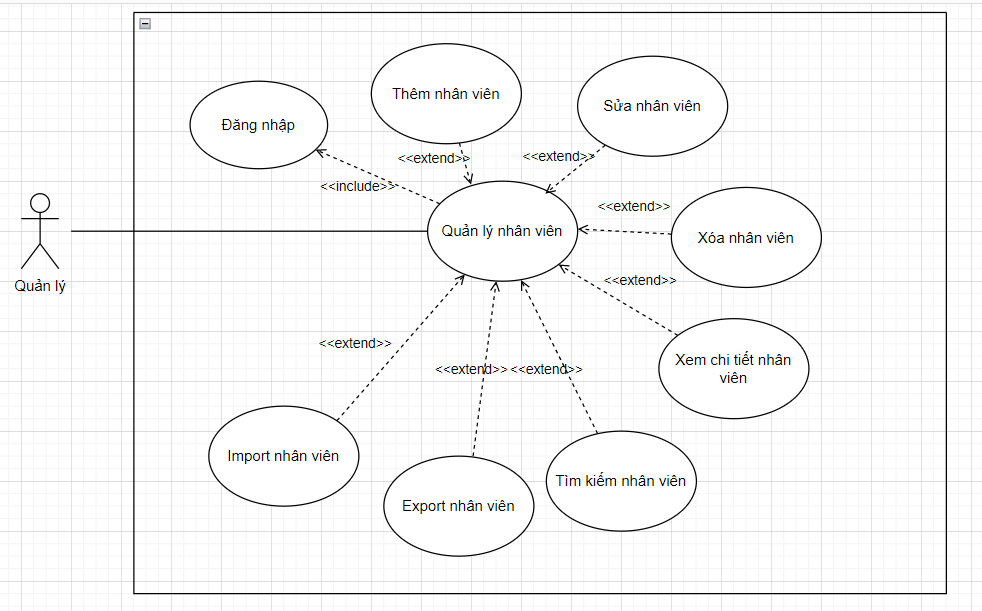 Thêm nhân viên
Sửa nhân viên
Đăng nhập
<<extend>>
<<extend>>
<<include>>
<<extend>>
Quản lý nhân viên
Xóa nhân viên
Quản lý
<<extend>>
<<extend>>
Xem chi tiết nhân
viên
<<extend>>
<<extend>>
Import nhân viên
Tìm kiếm nhân viên
Export nhân viên